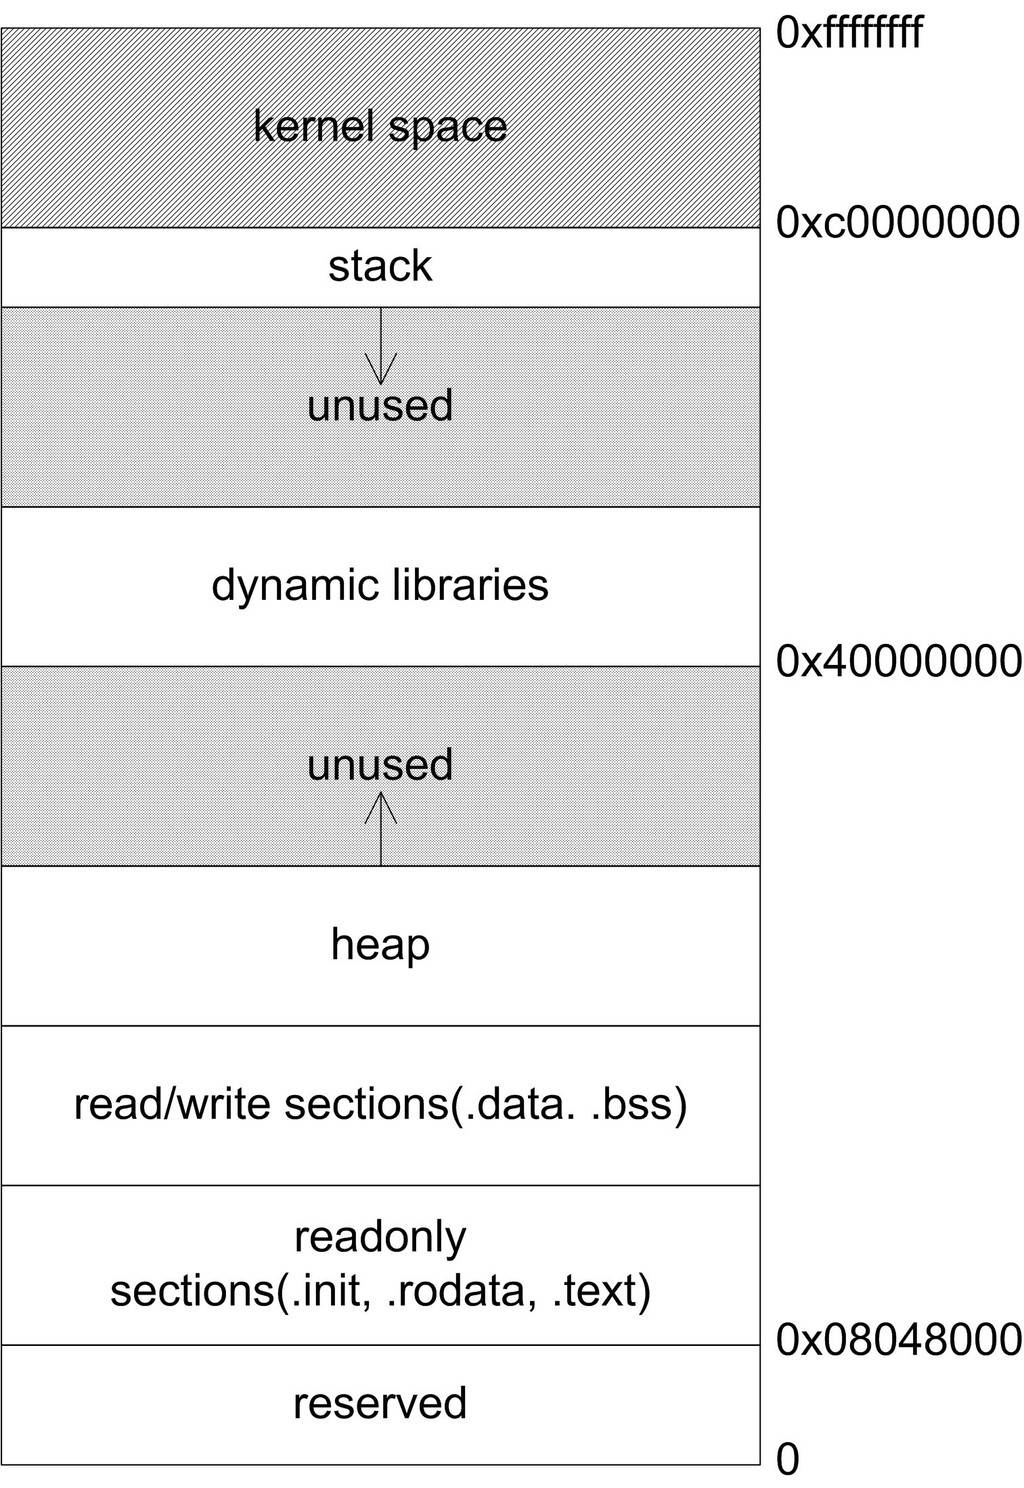 0xffffffff
kernel space
0xc0000000
stack
unused
dynamic libraries
0x40000000
unused
heap
read/write sections(.data. .bss)
readonly
sections(.init, .rodata, .text)
0x08048000
reserved
0